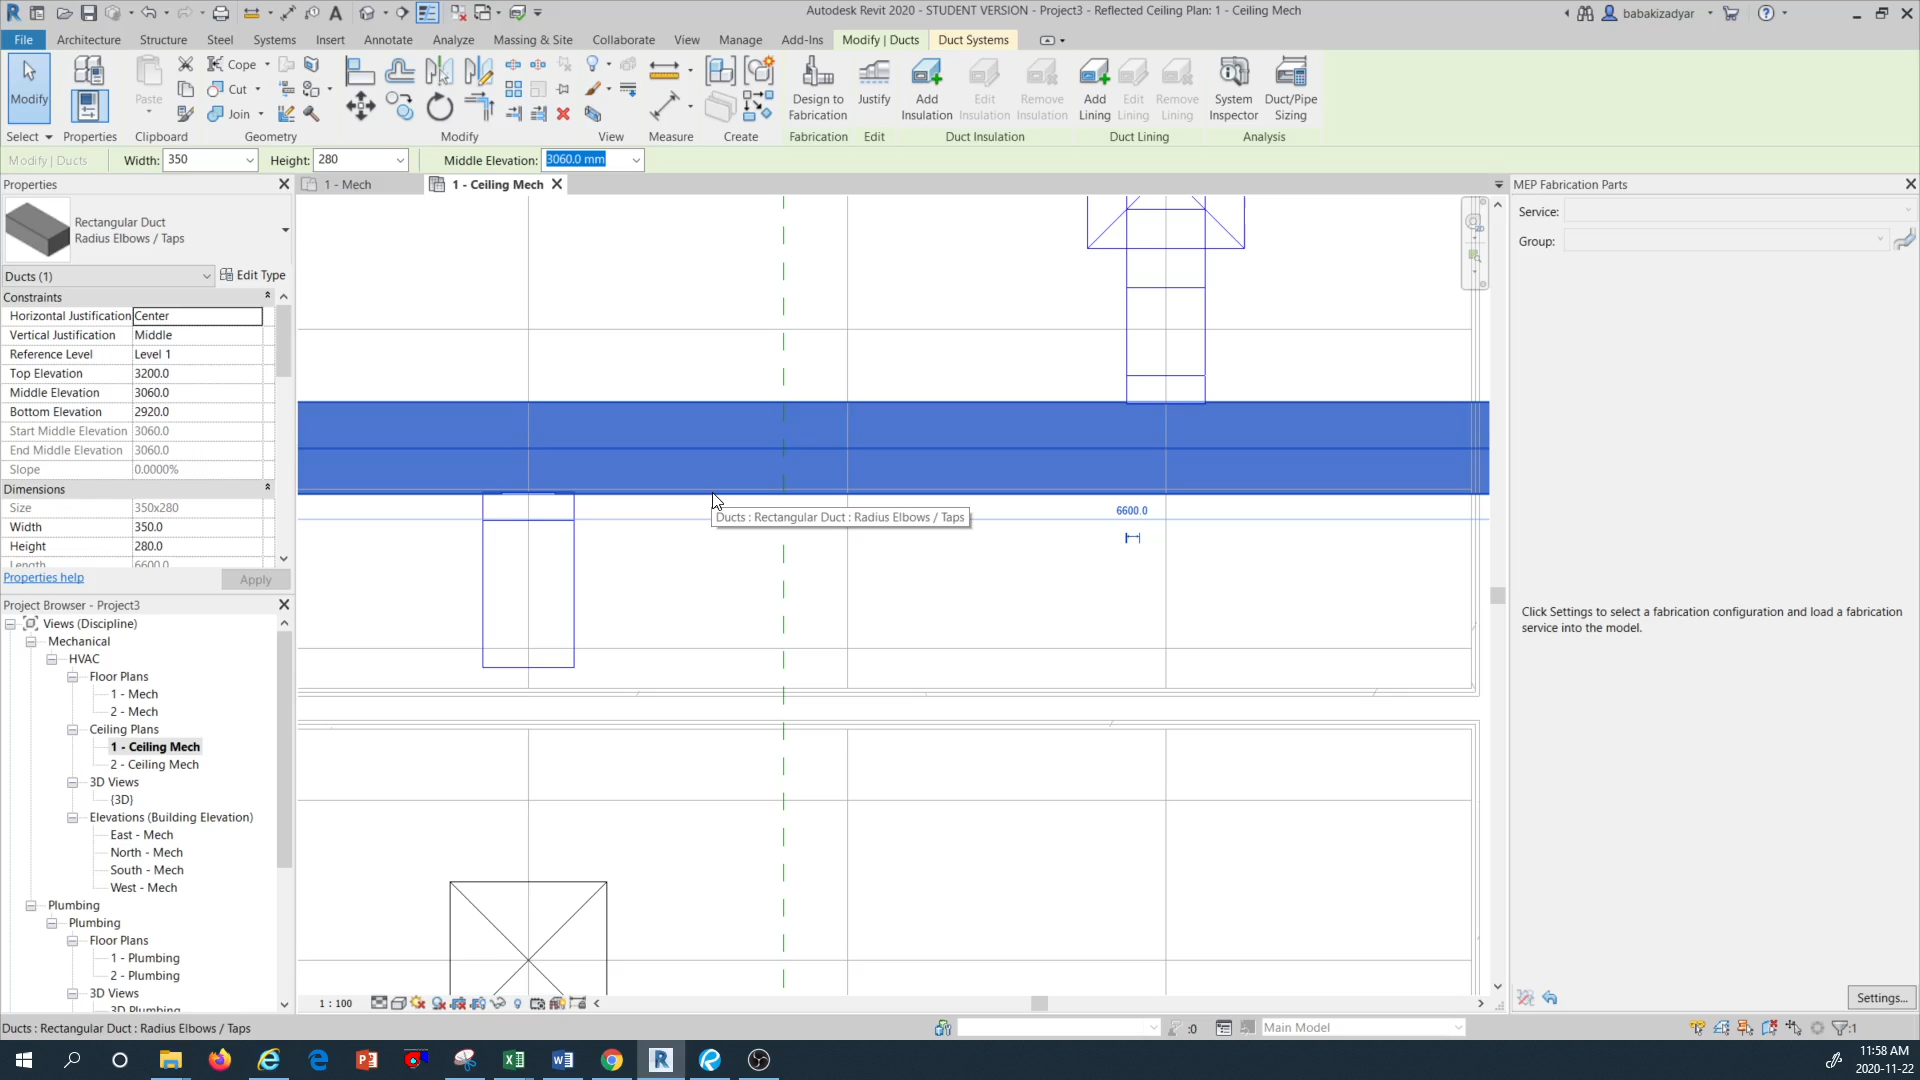 Autodesk Revit 2020 - STUDENT VERSION - Project3 - Reflected Ceiling Plan: 1 - Ceiling Mech
babakizadyar
File Architecture Structure Steel Systems Insert Annotate Analyze Massing & Site Collaborate View Manage Add-Ins Modify | Ducts Duct Systems
Modify
Paste
Cope
Cut
Join
Design to Fabrication
Justify
Add Insulation
Edit Insulation
Remove Insulation
Add Lining
Edit Lining
Remove Lining
System Inspector
Duct/Pipe Sizing
Select Properties Clipboard Geometry Modify View Measure Create Fabrication Edit Duct Insulation Duct Lining Analysis
Modify | Ducts Width: 350 Height: 280 Middle Elevation: 3060.0 mm
Properties
1 - Mech
1 - Ceiling Mech
MEP Fabrication Parts
Rectangular Duct
Radius Elbows / Taps
Service:
Group:
Ducts (1) Edit Type
Constraints
Horizontal Justification Center
Vertical Justification Middle
Reference Level Level 1
Top Elevation 3200.0
Middle Elevation 3060.0
Bottom Elevation 2920.0
Start Middle Elevation 3060.0
End Middle Elevation 3060.0
Slope 0.0000%
Dimensions
Size 350x280
Width 350.0
Height 280.0
Length 6600.0
Properties help Apply
6600.0
Ducts : Rectangular Duct : Radius Elbows / Taps
Click Settings to select a fabrication configuration and load a fabrication
service into the model.
Project Browser - Project3
Views (Discipline)
Mechanical
HVAC
Floor Plans
1 - Mech
2 - Mech
Ceiling Plans
1 - Ceiling Mech
2 - Ceiling Mech
3D Views
{3D}
Elevations (Building Elevation)
East - Mech
North - Mech
South - Mech
West - Mech
Plumbing
Plumbing
Floor Plans
1 - Plumbing
2 - Plumbing
3D Views
3D Plumbing
1 : 100
Settings...
Ducts : Rectangular Duct : Radius Elbows / Taps
:0
Main Model
:1
11:58 AM
2020-11-22